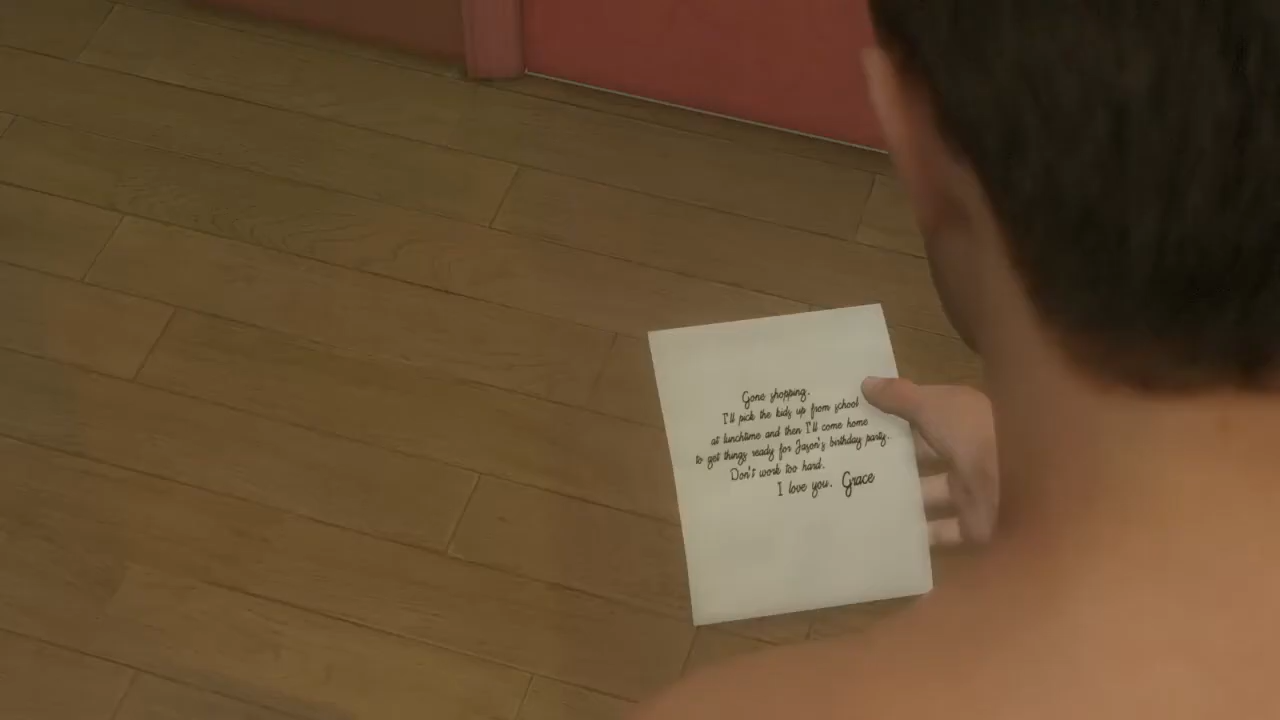 Gone shopping.
I'll pick the kids up from school
at lunchtime and then I'll come home
to get things ready for Jason's birthday party.
Don't work too hard.
I love you. Grace